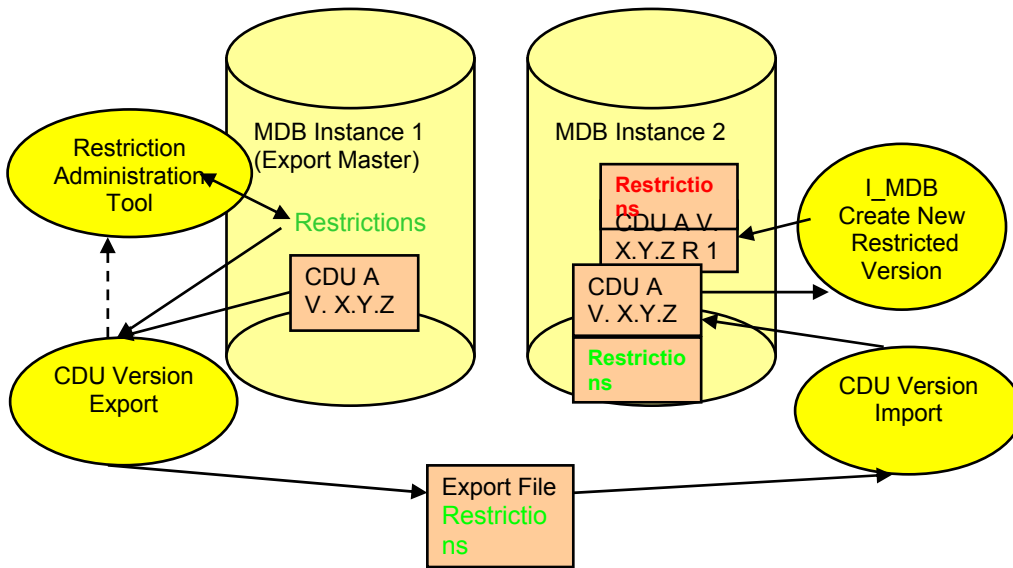 MDB Instance 1
(Export Master)
MDB Instance 2
Restriction
Administration
Tool
Restrictions
CDU A
V. X.Y.Z
Restrictio
ns
CDU A V.
X.Y.Z R 1
I_MDB
Create New
Restricted
Version
CDU A
V. X.Y.Z
Restrictio
ns
CDU Version
Export
CDU Version
Import
Export File
Restrictio
ns